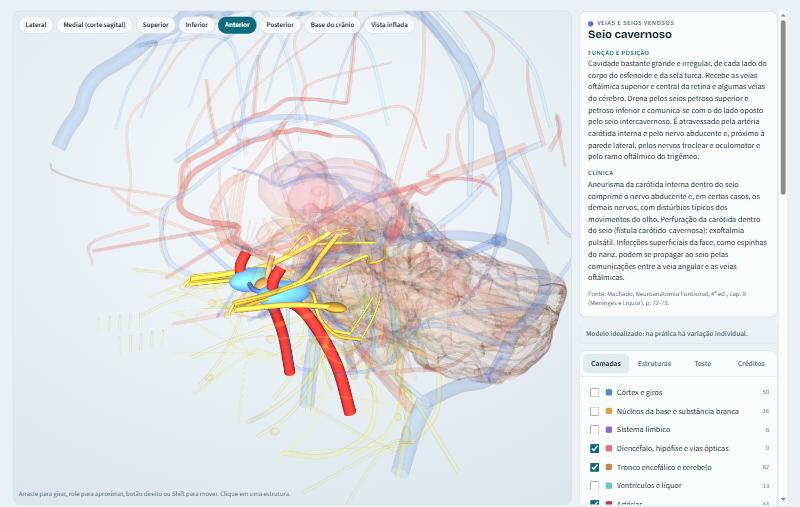 Lateral
Medial (corte sagital)
Superior
Inferior
Anterior
Posterior
Base do crânio
Vista inflada
Arraste para girar, role para aproximar, botão direito ou Shift para mover. Clique em uma estrutura.
VEIAS E SEIOS VENOSOS
Seio cavernoso
FUNÇÃO E POSIÇÃO
Cavidade bastante grande e irregular, de cada lado do
corpo do esfenoide e da sela turca. Recebe as veias
oftálmica superior e central da retina e algumas veias
do cérebro. Drena pelos seios petroso superior e
petroso inferior e comunica-se com o do lado oposto
pelo seio intercavernoso. É atravessado pela artéria
carótida interna e pelo nervo abducente e, próximo à
parede lateral, pelos nervos troclear e oculomotor e
pelo ramo oftálmico do trigêmeo.
CLÍNICA
Aneurisma da carótida interna dentro do seio
comprime o nervo abducente e, em certos casos, os
demais nervos, com distúrbios típicos dos
movimentos do olho. Perfuração da carótida dentro
do seio (fístula carótido-cavernosa): exoftalmia
pulsátil. Infecções superficiais da face, como espinhas
do nariz, podem se propagar ao seio pelas
comunicações entre a veia angular e as veias
oftálmicas.
Fonte: Machado, Neuroanatomia Funcional, 4ª ed., cap. 8
(Meninges e Líquor), p. 72-73.
Modelo idealizado: na prática há variação individual.
Camadas
Estruturas
Teste
Créditos
Córtex e giros 50
Núcleos da base e substância branca 16
Sistema límbico 6
Diencéfalo, hipófise e vias ópticas 9
Tronco encefálico e cerebelo 82
Ventrículos e líquor 13
Artérias 44